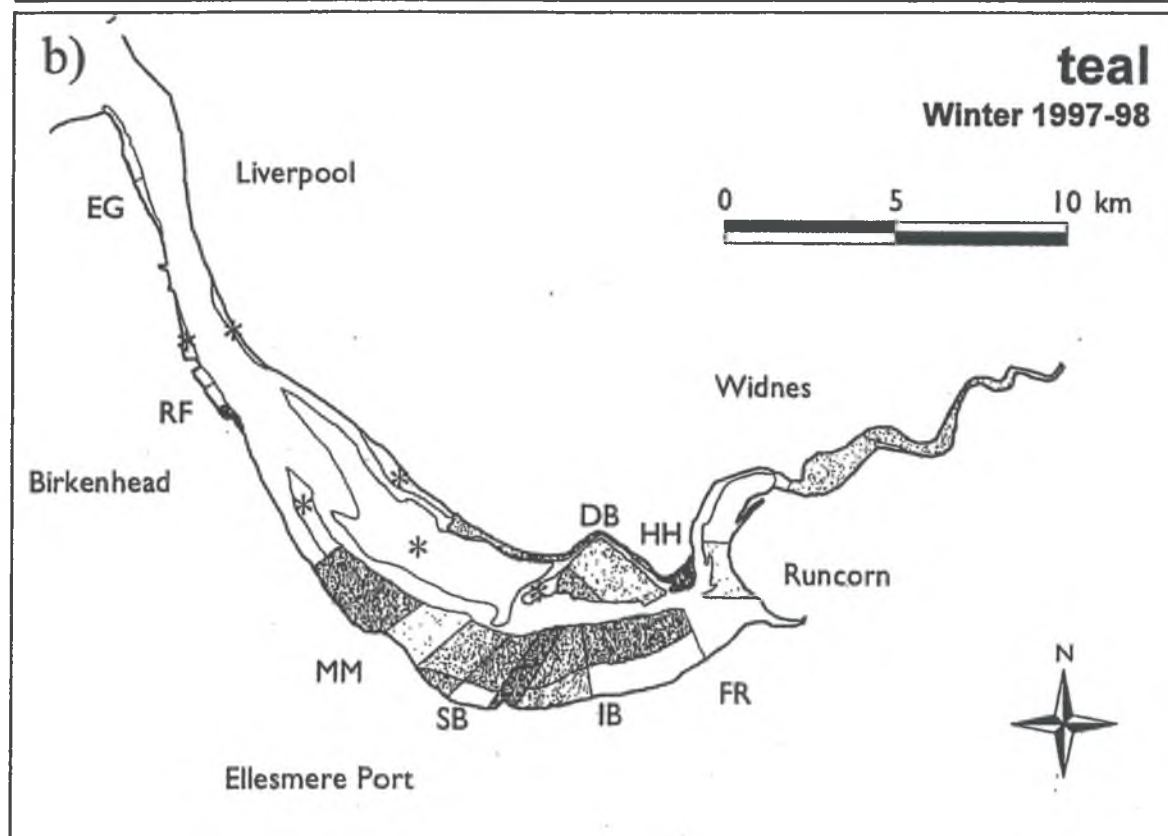 b)
teal
Winter 1997-98
Liverpool
0 5 10 km
EG
Widnes
RF
Birkenhead
DB
HH
Runcorn
MM
N
FR
SB
IB
Ellesmere Port